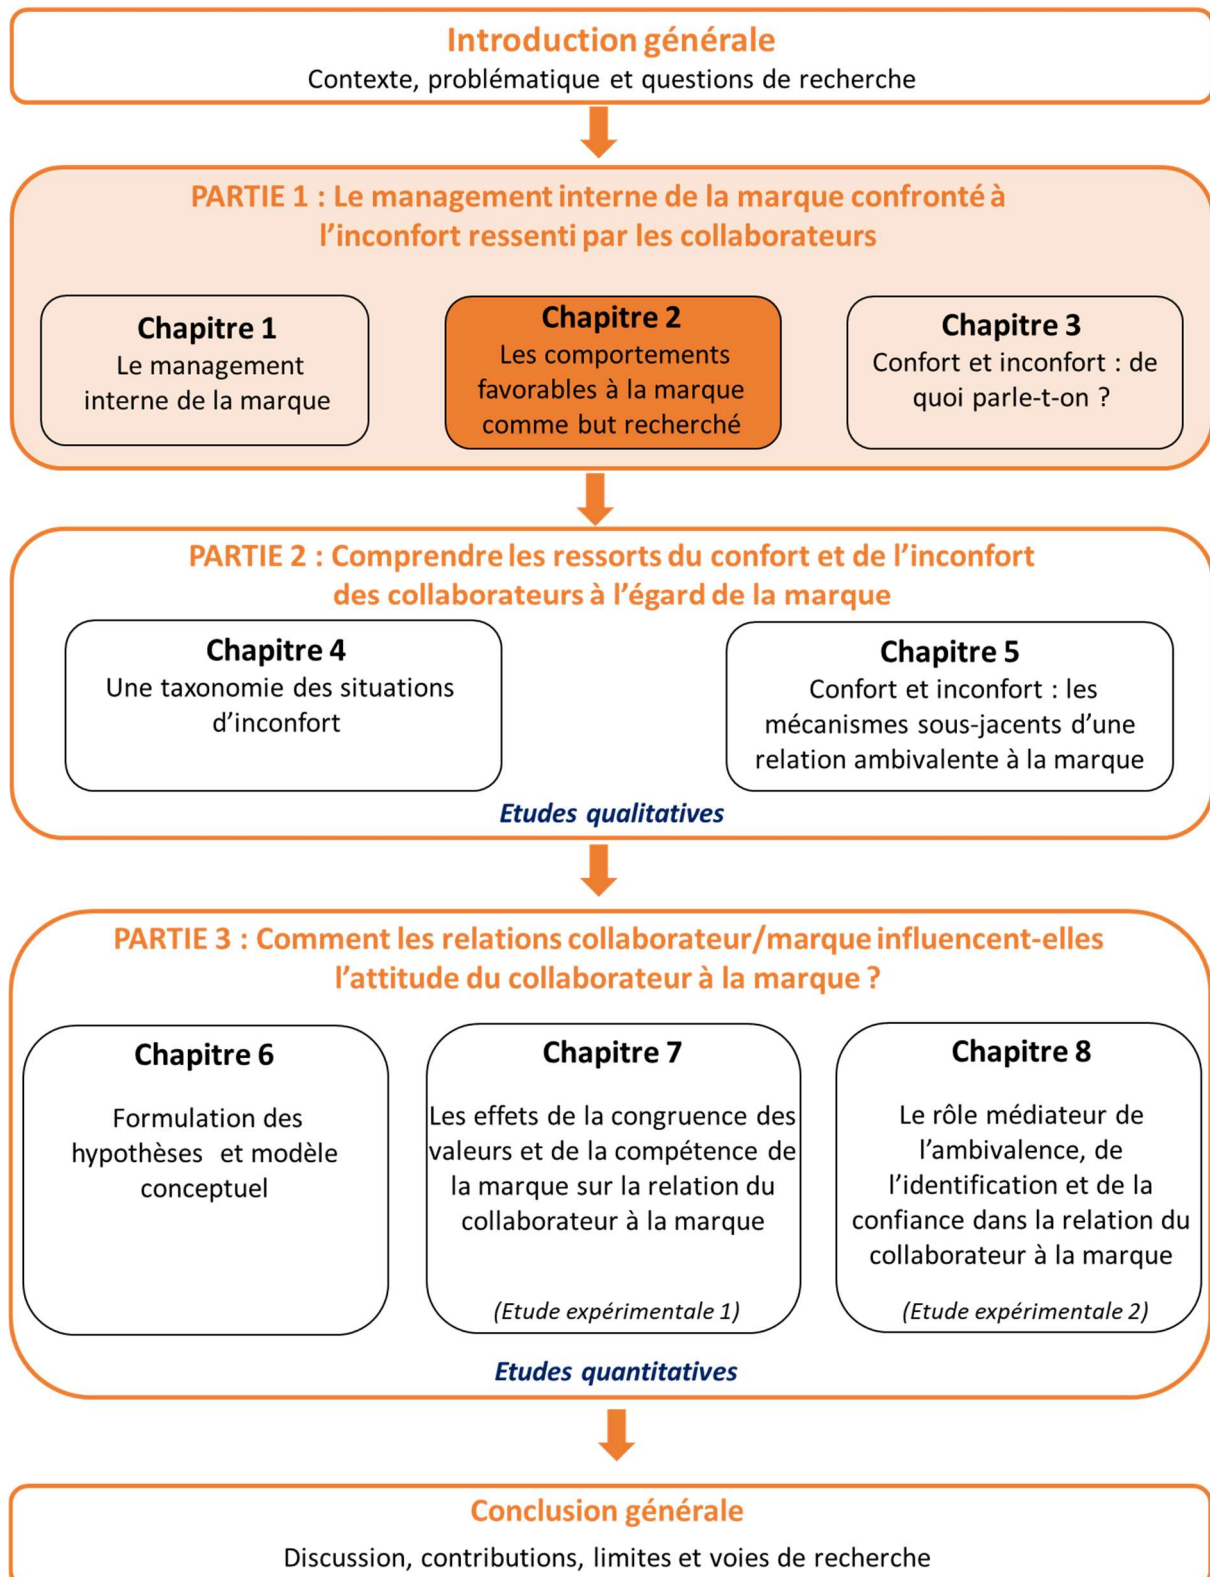 Introduction générale
Contexte, problématique et questions de recherche
PARTIE 1 : Le management interne de la marque confronté à
l’inconfort ressenti par les collaborateurs
Chapitre 1
Le management
interne de la marque
Chapitre 2
Les comportements
favorables à la marque
comme but recherché
Chapitre 3
Confort et inconfort : de
quoi parle-t-on ?
PARTIE 2 : Comprendre les ressorts du confort et de l’inconfort
des collaborateurs à l’égard de la marque
Chapitre 4
Une taxonomie des situations
d’inconfort
Chapitre 5
Confort et inconfort : les
mécanismes sous-jacents d’une
relation ambivalente à la marque
Etudes qualitatives
PARTIE 3 : Comment les relations collaborateur/marque influencent-elles
l’attitude du collaborateur à la marque ?
Chapitre 6
Formulation des
hypothèses et modèle
conceptuel
Chapitre 7
Les effets de la congruence des
valeurs et de la compétence de
la marque sur la relation du
collaborateur à la marque
(Etude expérimentale 1)
Chapitre 8
Le rôle médiateur de
l’ambivalence, de
l’identification et de la
confiance dans la relation du
collaborateur à la marque
(Etude expérimentale 2)
Etudes quantitatives
Conclusion générale
Discussion, contributions, limites et voies de recherche